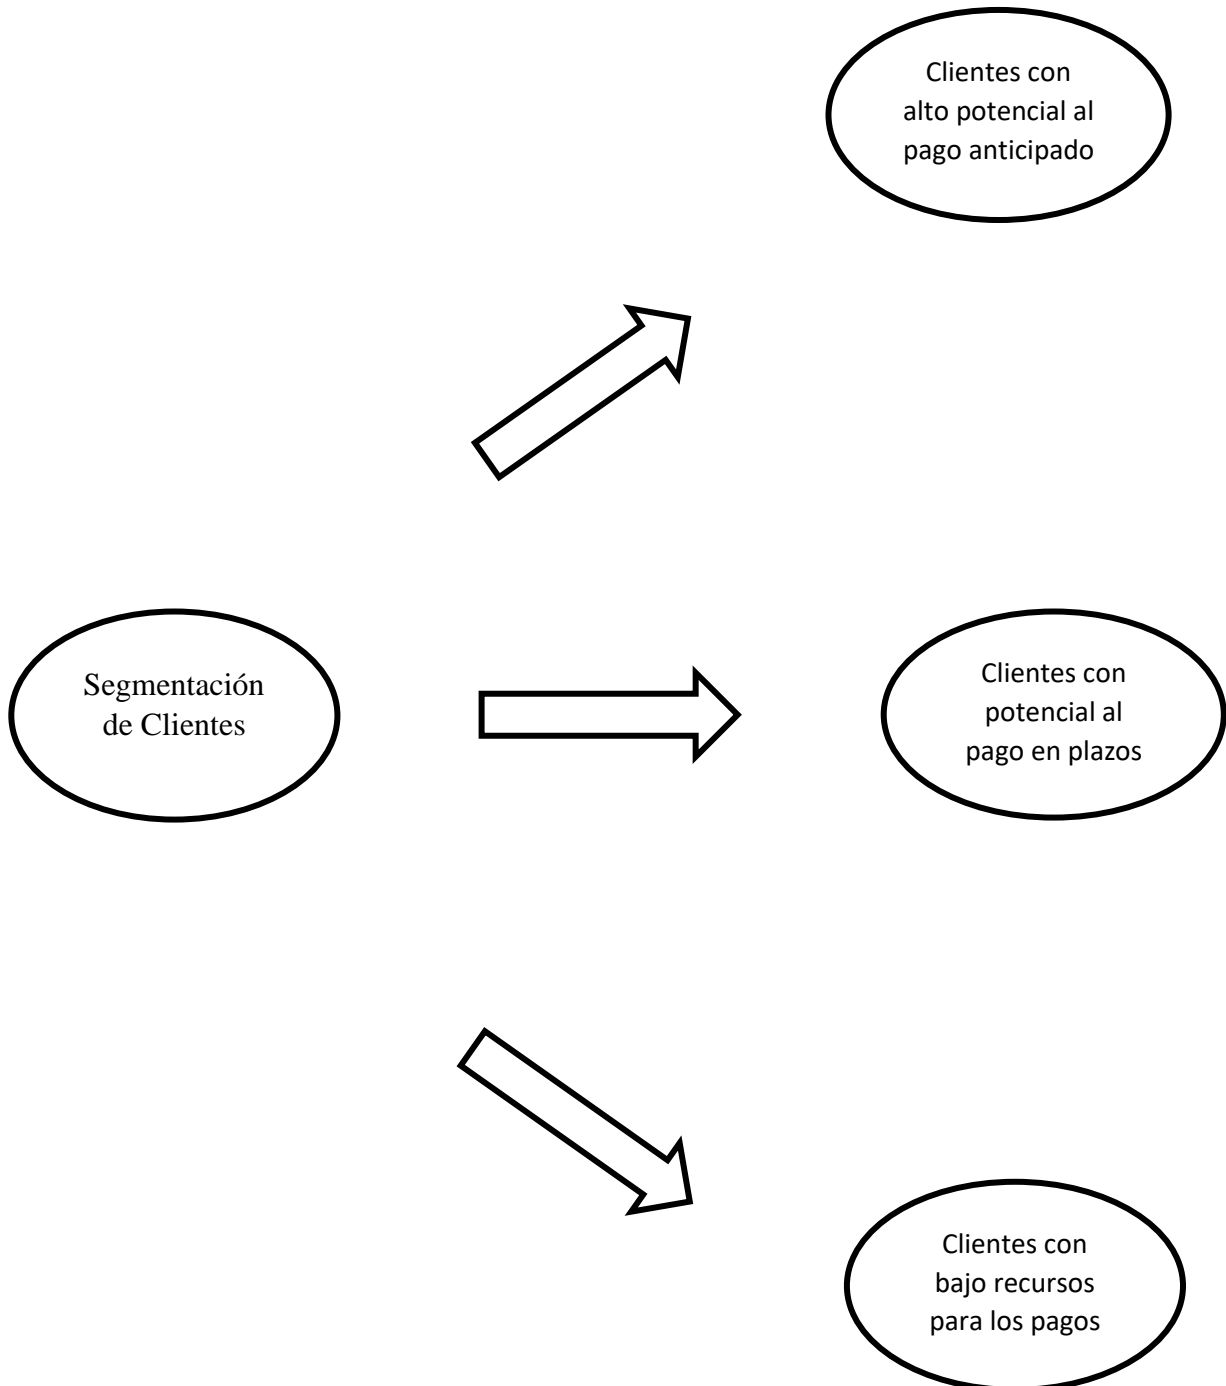 Clientes con
alto potencial al
pago anticipado
Segmentación
de Clientes
Clientes con
potencial al
pago en plazos
Clientes con
bajo recursos
para los pagos